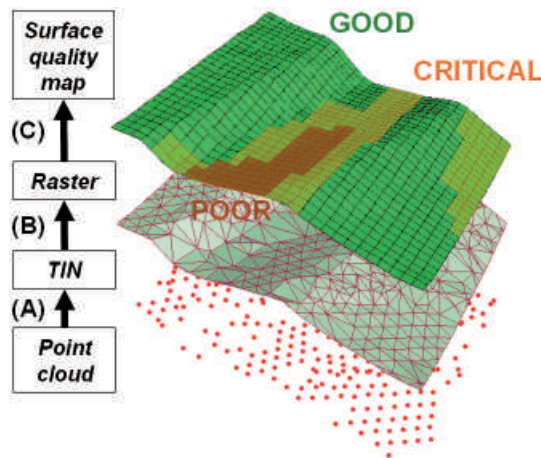 Surface
quality
map
(C)
Raster
(B)
TIN
(A)
Point
cloud
GOOD
CRITICAL
POOR